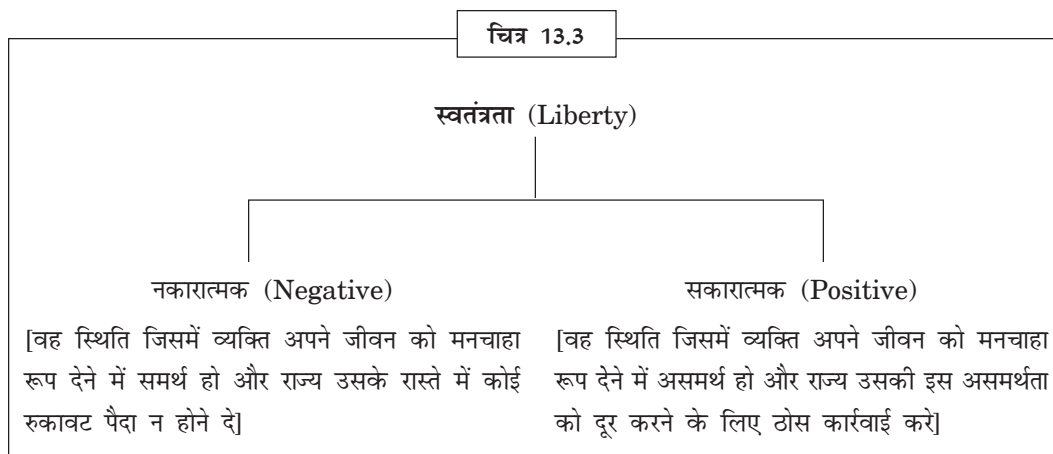 चित्र 13.3
स्वतंत्रता (Liberty)
नकारात्मक (Negative)
[वह स्थिति जिसमें व्यक्ति अपने जीवन को मनचाहा
रूप देने में समर्थ हो और राज्य उसके रास्ते में कोई
रुकावट पैदा न होने दे]
सकारात्मक (Positive)
[वह स्थिति जिसमें व्यक्ति अपने जीवन को मनचाहा
रूप देने में असमर्थ हो और राज्य उसकी इस असमर्थता
को दूर करने के लिए ठोस कार्रवाई करे]